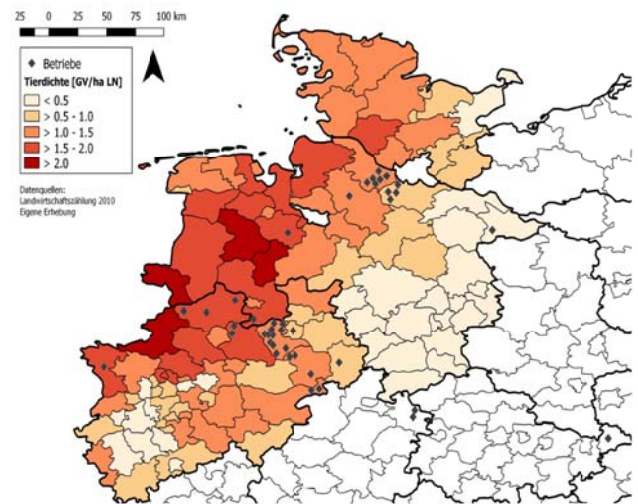 25 0 25 50 75 100 km
Betriebe
Tierdichte [GV/ha LN]
< 0.5
> 0.5 - 1.0
> 1.0 - 1.5
> 1.5 - 2.0
> 2.0
Datenquellen:
Landwirtschaftszählung 2010
Eigene Erhebung